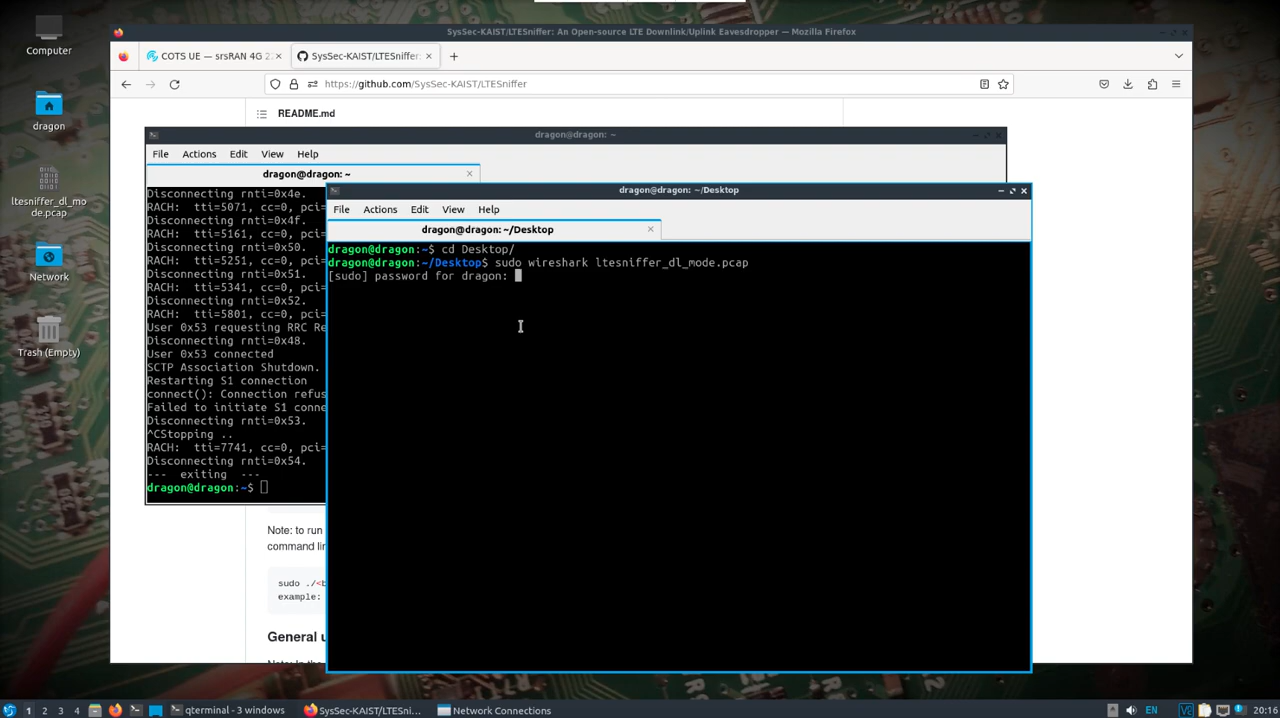 Computer
dragon
ltesniffer_dl_mo
de.pcap
Network
Trash (Empty)
SysSec-KAIST/LTESniffer: An Open-source LTE Downlink/Uplink Eavesdropper — Mozilla Firefox
COTS UE — srsRAN 4G 2
SysSec-KAIST/LTESniffer:
https://github.com/SysSec-KAIST/LTESniffer
README.md
dragon@dragon: ~
File Actions Edit View Help
dragon@dragon: ~
Disconnecting rnti=0x4e.
RACH:  tti=5071, cc=0, pci=
Disconnecting rnti=0x4f.
RACH:  tti=5161, cc=0, pci=
Disconnecting rnti=0x50.
RACH:  tti=5251, cc=0, pci=
Disconnecting rnti=0x51.
RACH:  tti=5341, cc=0, pci=
Disconnecting rnti=0x52.
RACH:  tti=5801, cc=0, pci=
User 0x53 requesting RRC Re
Disconnecting rnti=0x48.
User 0x53 connected
SCTP Association Shutdown.
Restarting S1 connection
connect(): Connection refus
Failed to initiate S1 conne
Disconnecting rnti=0x53.
^CStopping ..
RACH:  tti=7741, cc=0, pci=
Disconnecting rnti=0x54.
---  exiting  ---
dragon@dragon:~$
dragon@dragon: ~/Desktop
File Actions Edit View Help
dragon@dragon: ~/Desktop
dragon@dragon:~$ cd Desktop/
dragon@dragon:~/Desktop$ sudo wireshark ltesniffer_dl_mode.pcap
[sudo] password for dragon:
Note: to run
command lin
sudo ./<b
example:
General u
Note: In the
1 2 3 4 qterminal - 3 windows SysSec-KAIST/LTESni... Network Connections EN 20:16